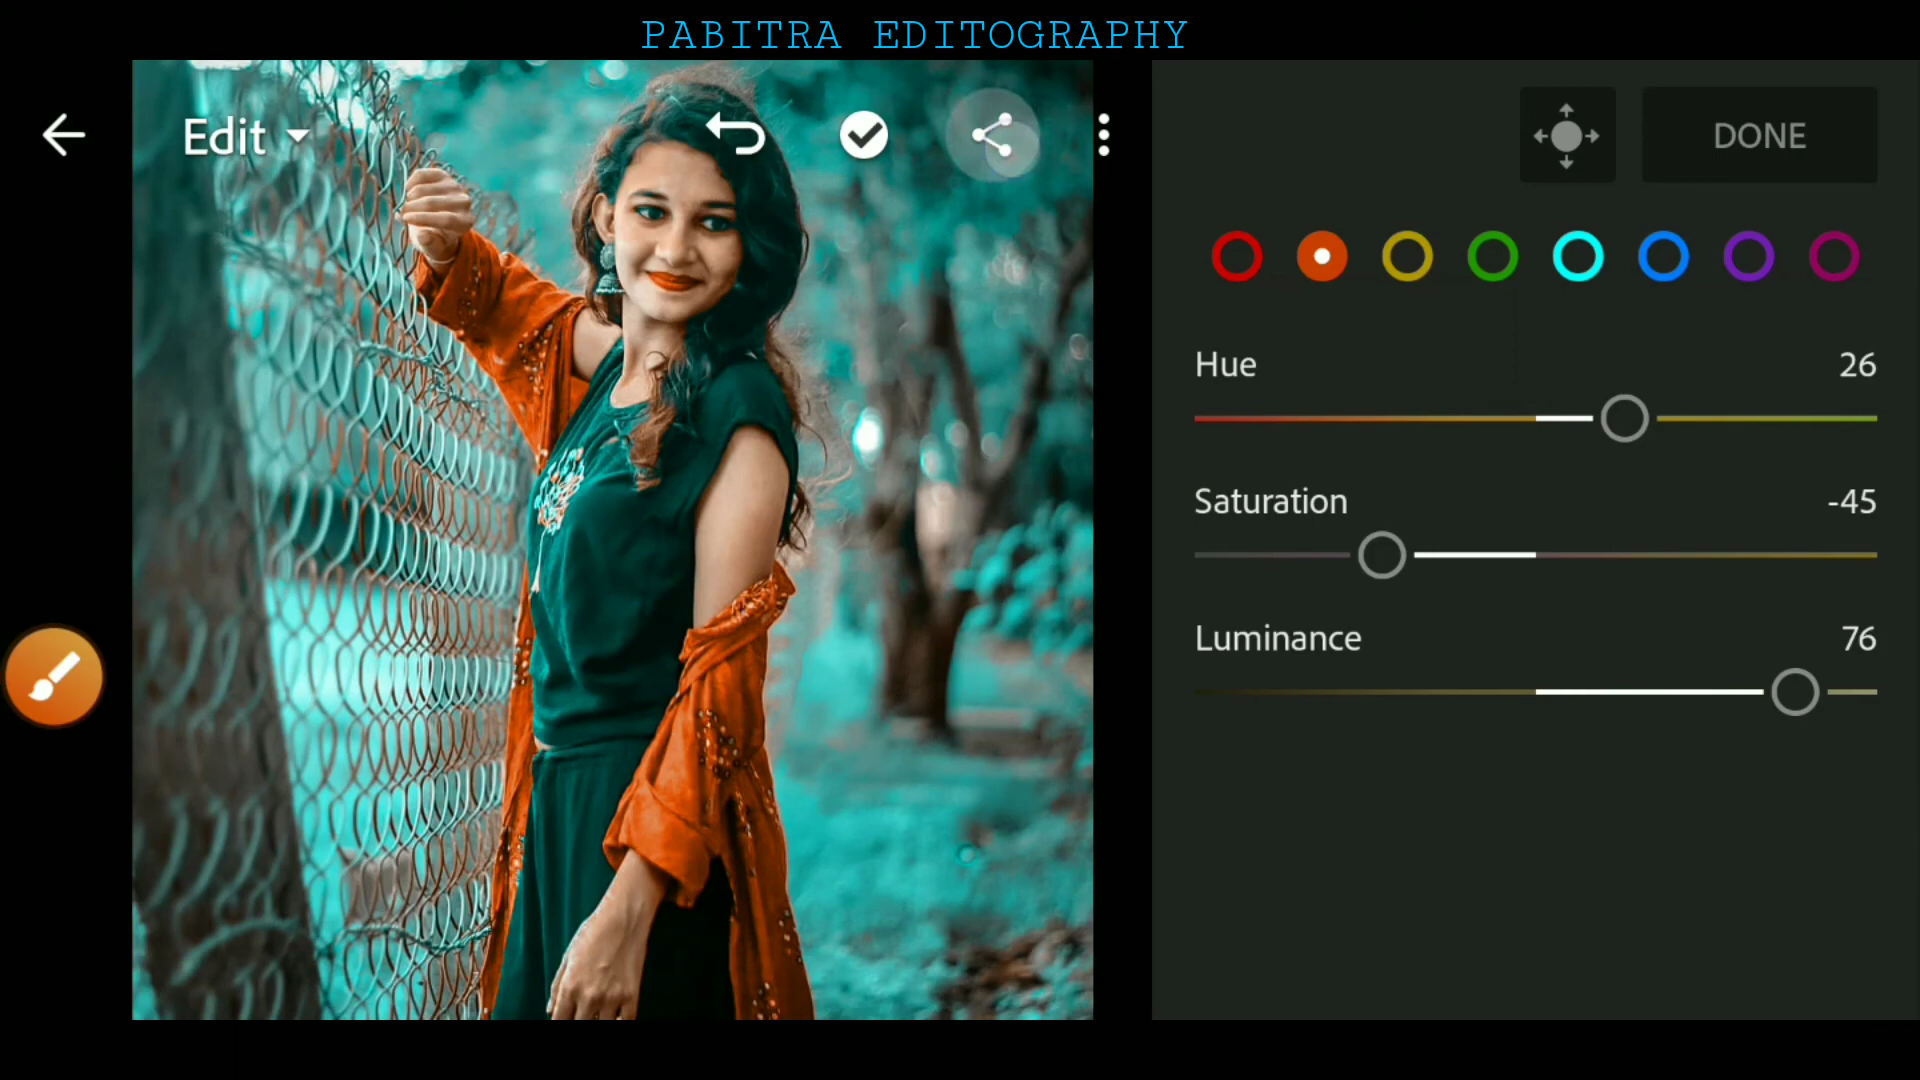 PABITRA EDITOGRAPHY
Edit
DONE
Hue 26
Saturation -45
Luminance 76